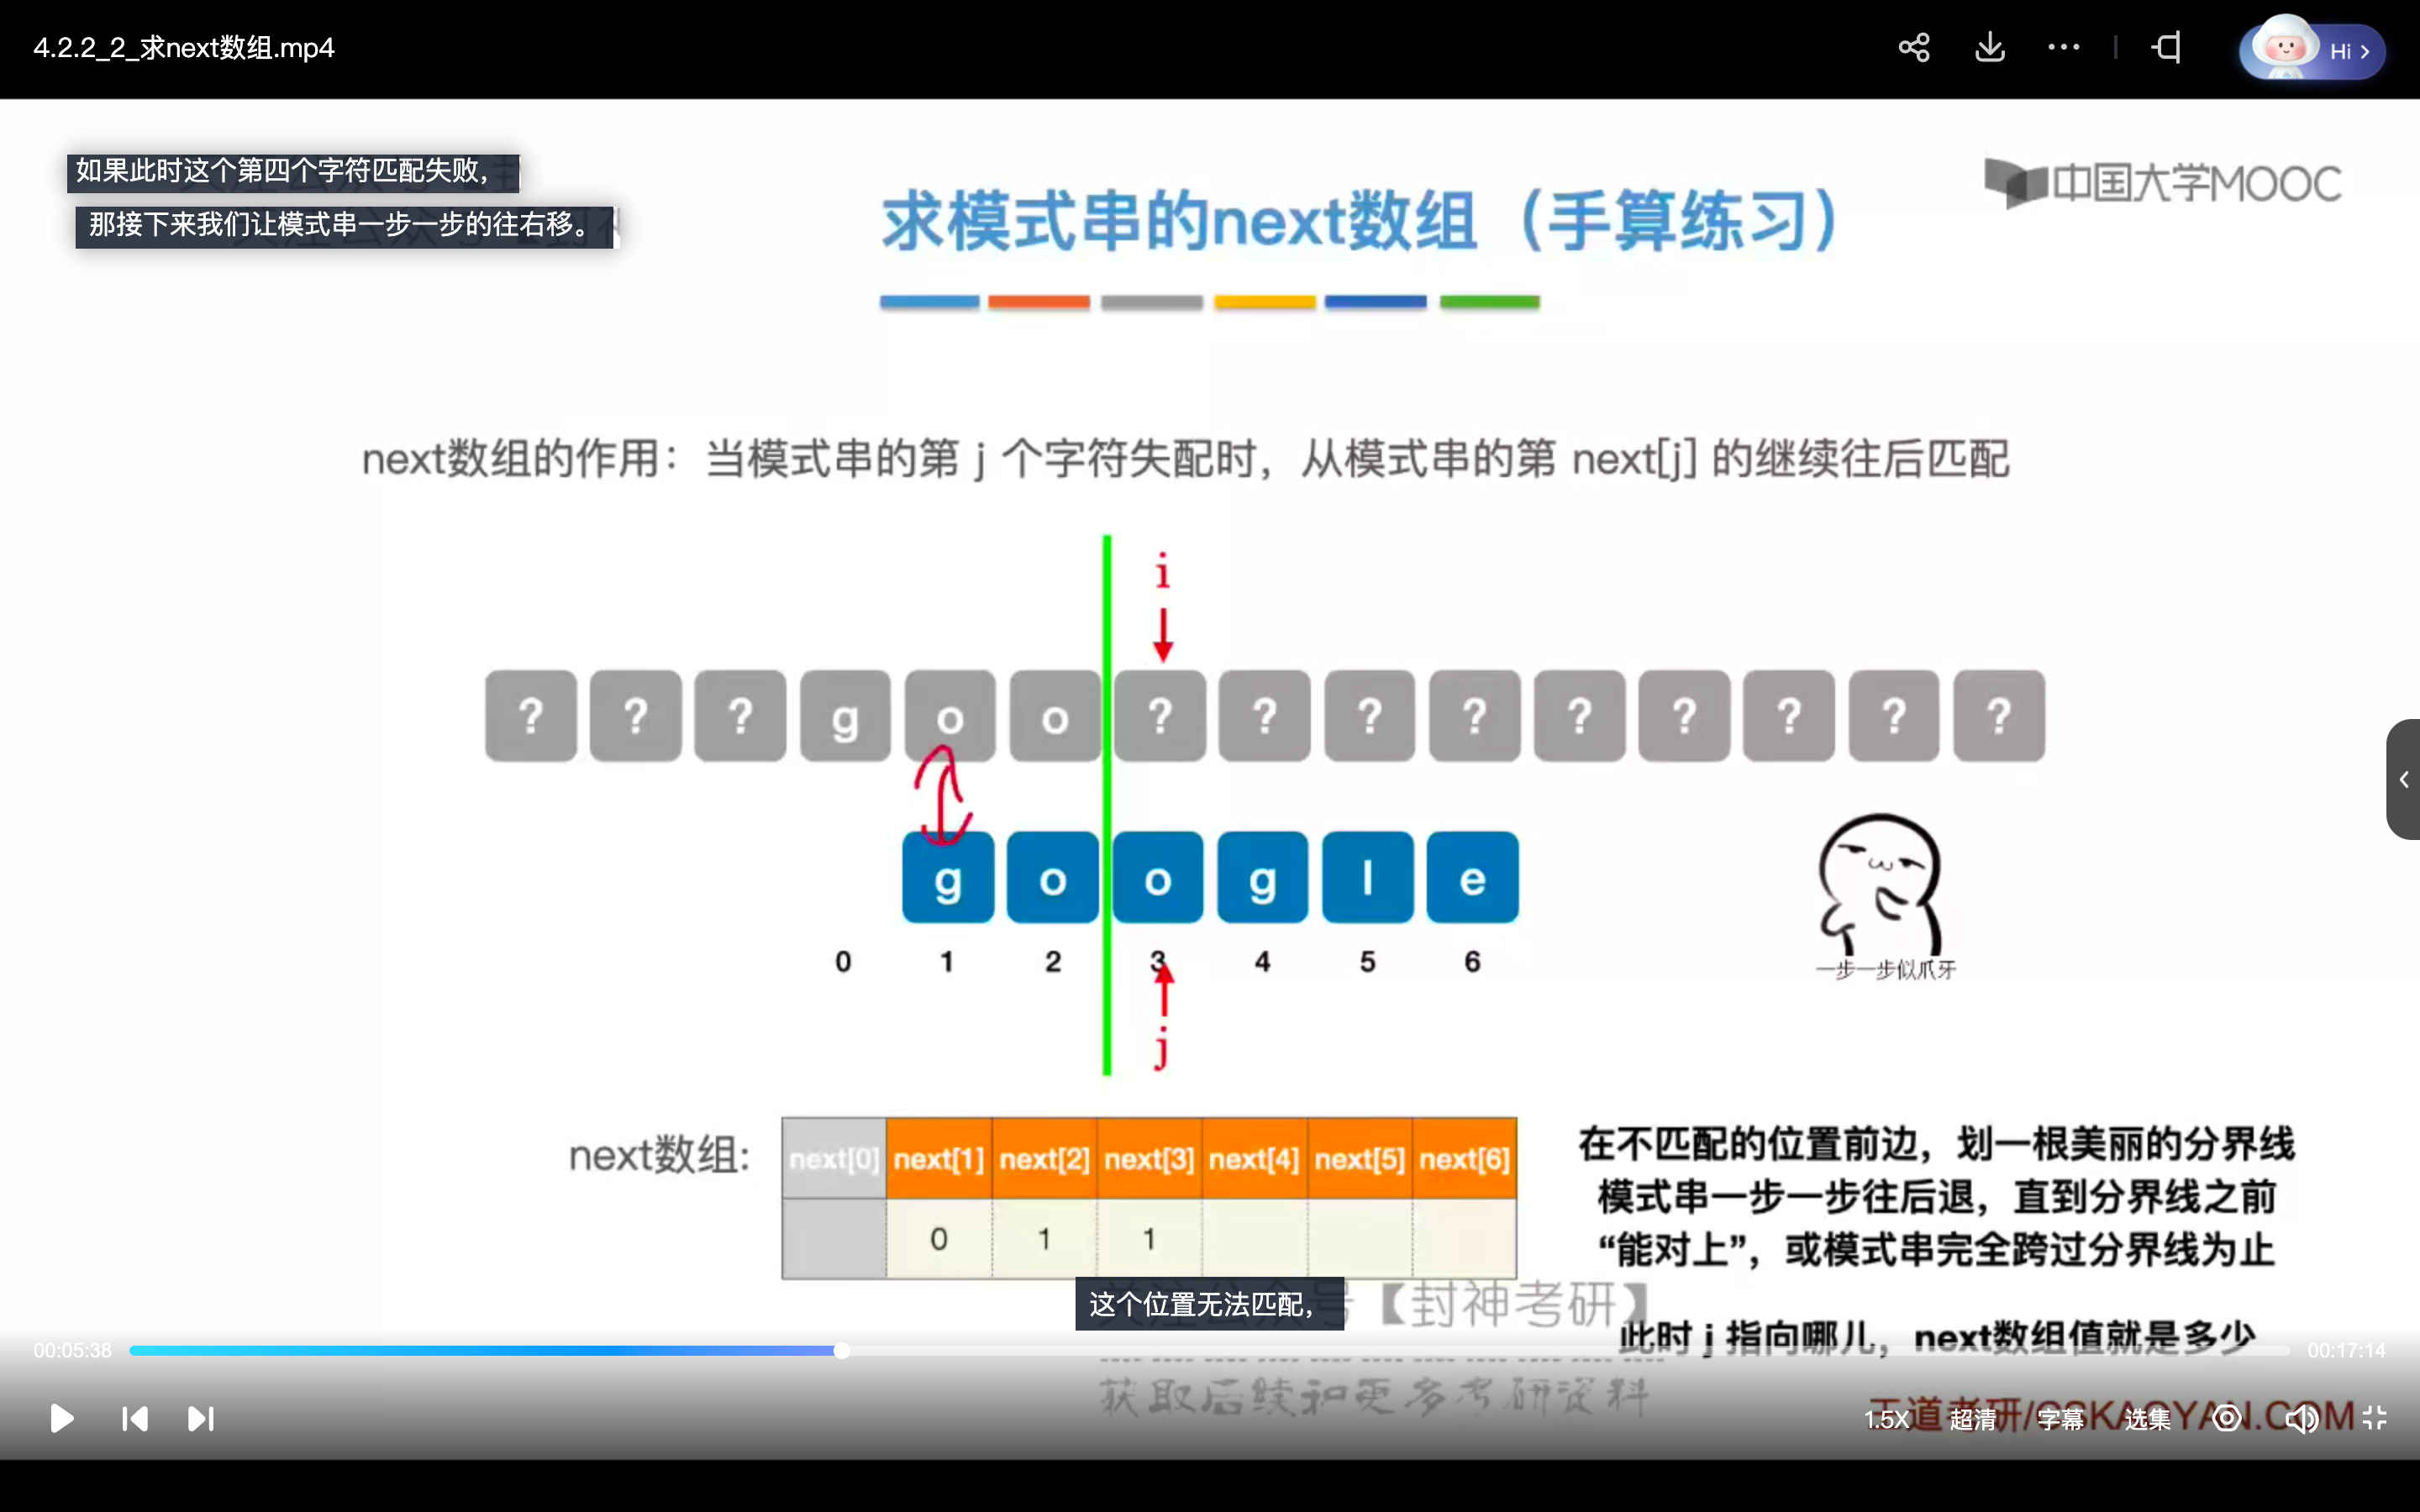 4.2.2_2_求next数组.mp4
Hi
如果此时这个第四个字符匹配失败，
那接下来我们让模式串一步一步的往右移。
求模式串的next数组（手算练习）
中国大学MOOC
next数组的作用：当模式串的第 j 个字符失配时，从模式串的第 next[j] 的继续往后匹配
i
? ? ? g o o ? ? ? ? ? ? ? ? ?
g o o g l e
0 1 2 3 4 5 6
一步一步似爪牙
j
next数组:
next[0] next[1] next[2] next[3] next[4] next[5] next[6]
0 1 1
在不匹配的位置前边，划一根美丽的分界线
模式串一步一步往后退，直到分界线之前
“能对上”，或模式串完全跨过分界线为止
此时 j 指向哪儿，next数组值就是多少
关注公众号【封神考研】
这个位置无法匹配，
00:05:38
00:17:14
获取后续和更多考研资料
王道考研/CSKAOYAN.COM
1.5X 超清 字幕 选集